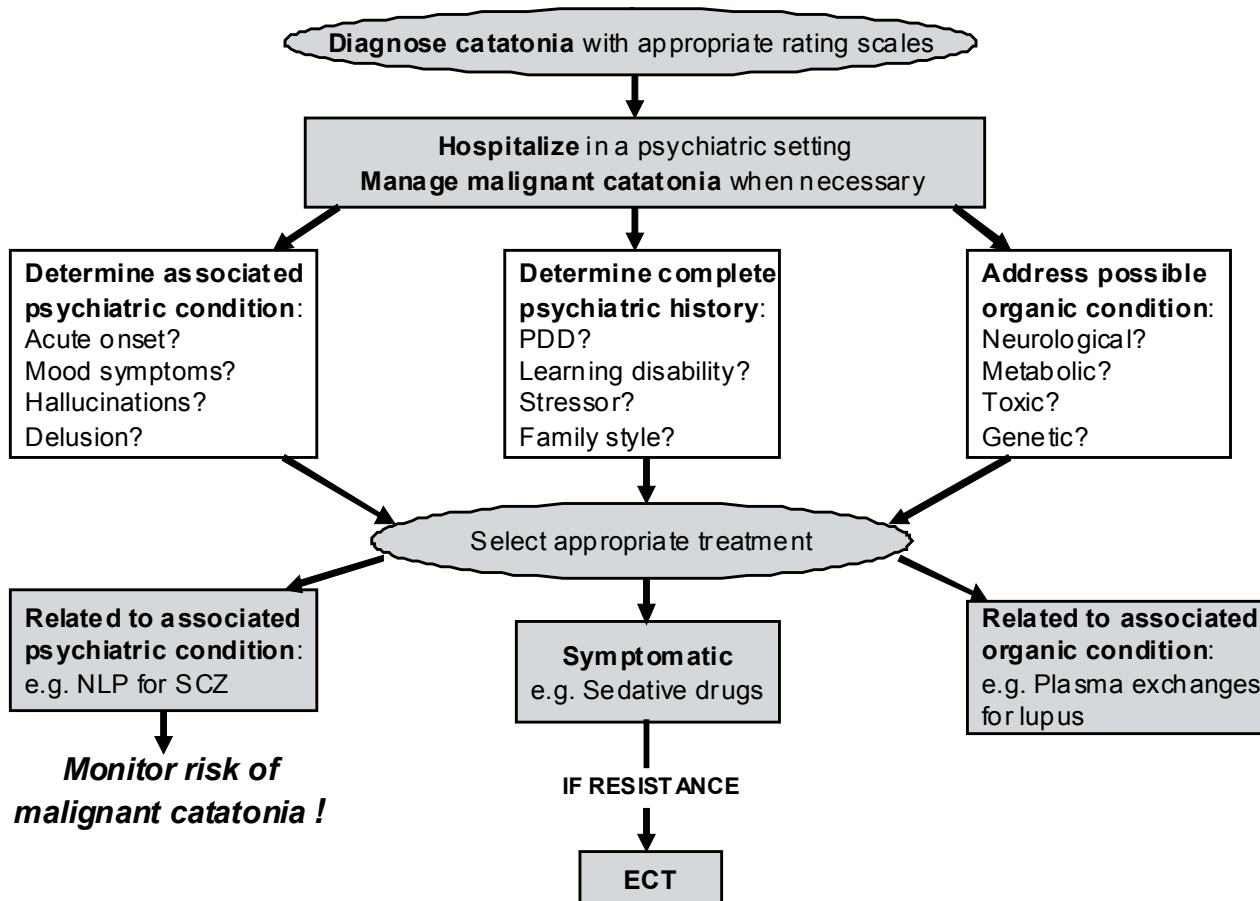 Diagnose catatonia with appropriate rating scales
Hospitalize in a psychiatric setting
Manage malignant catatonia when necessary
Determine associated
psychiatric condition:
Acute onset?
Mood symptoms?
Hallucinations?
Delusion?
Determine complete
psychiatric history:
PDD?
Learning disability?
Stressor?
Family style?
Address possible
organic condition:
Neurological?
Metabolic?
Toxic?
Genetic?
Select appropriate treatment
Related to associated
psychiatric condition:
e.g. NLP for SCZ
Monitor risk of
malignant catatonia !
Symptomatic
e.g. Sedative drugs
IF RESISTANCE
ECT
Related to associated
organic condition:
e.g. Plasma exchanges
for lupus